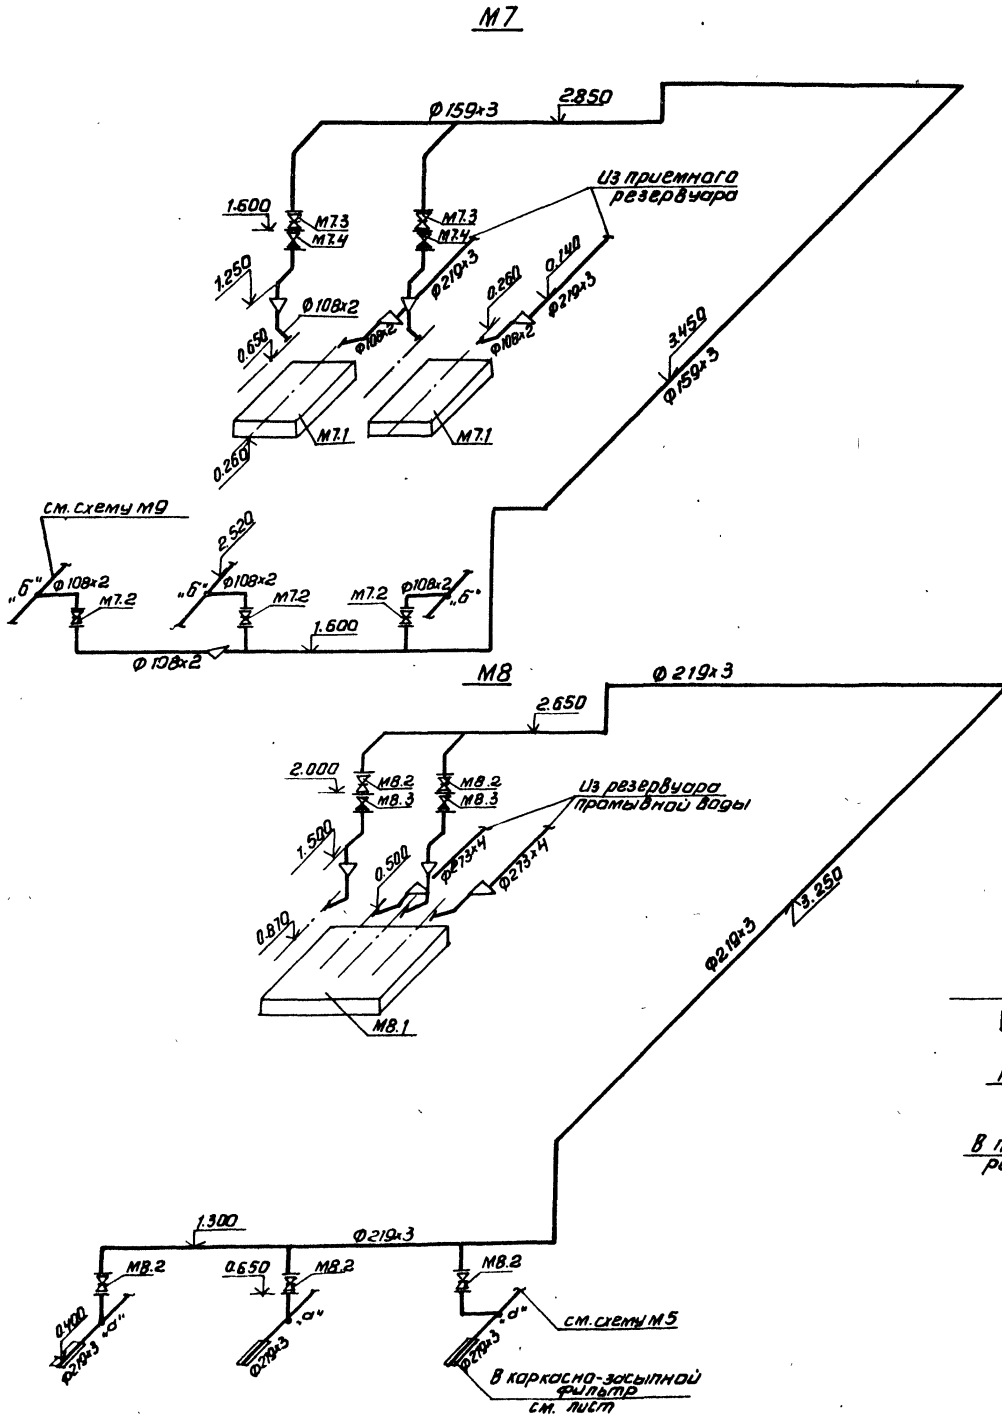 М7
Ф159х3
2.850
Из приемного
резервуара
1.600
М7.3
М7.4
М7.3
М7.4
1.250
Ф108х2
Ф219х3
0.260
0.140
Ф219х3
0.650
Ф108х2
Ф108х2
3.450
Ф159х3
М7.1
М7.1
0.260
см. схему М9
2.520
„б“
Ф108х2
„б“
Ф108х2
Ф108х2
„б“
М7.2
М7.2
М7.2
1.600
Ф108х2
М8
Ф219х3
2.650
2.000
М8.2
М8.3
М8.2
М8.3
Из резервуара
промывной воды
1.500
0.500
Ф273х4
Ф273х4
0.870
3.250
Ф219х3
М8.1
В п
ре
1.300
Ф219х3
М8.2
0.650
М8.2
М8.2
0.400
„а“
„а“
„а“
см. схему М5
Ф219х3
Ф219х3
Ф219х3
В каркасно-засыпной
фильтр
см. лист